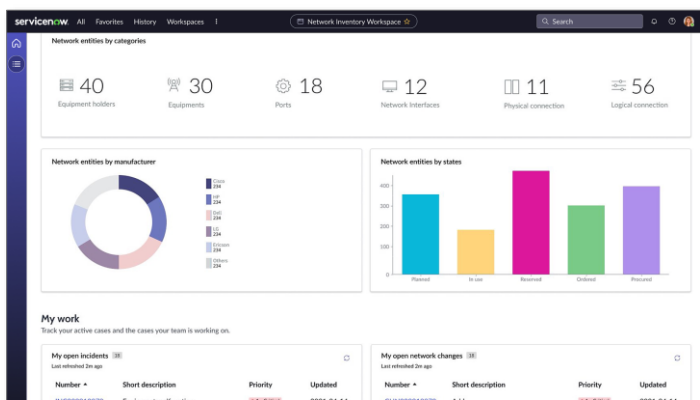 servicenow All Favorites History Workspaces Network Inventory Workspace Search
Network entities by categories
40 30 18 12 11 56
Equipment holders Equipments Ports Network Interfaces Physical connection Logical connection
Network entities by manufacturer
Cisco
234
HP
234
Dell
234
LG
234
Ericson
234
Others
234
Network entities by states
400
300
200
100
0
Planned In use Reserved Ordered Procured
My work
Track your active cases and the cases your team is working on.
My open incidents 18
Last refreshed 2m ago
Number Short description Priority Updated
My open network changes 18
Last refreshed 2m ago
Number Short description Priority Updated